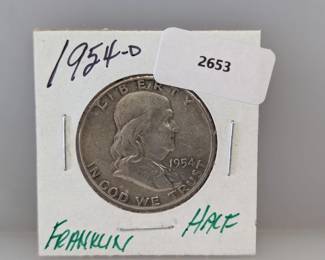 1954-D
2653
LIBERTY
1954
IN GOD WE TRUST
FRANKLIN HALF